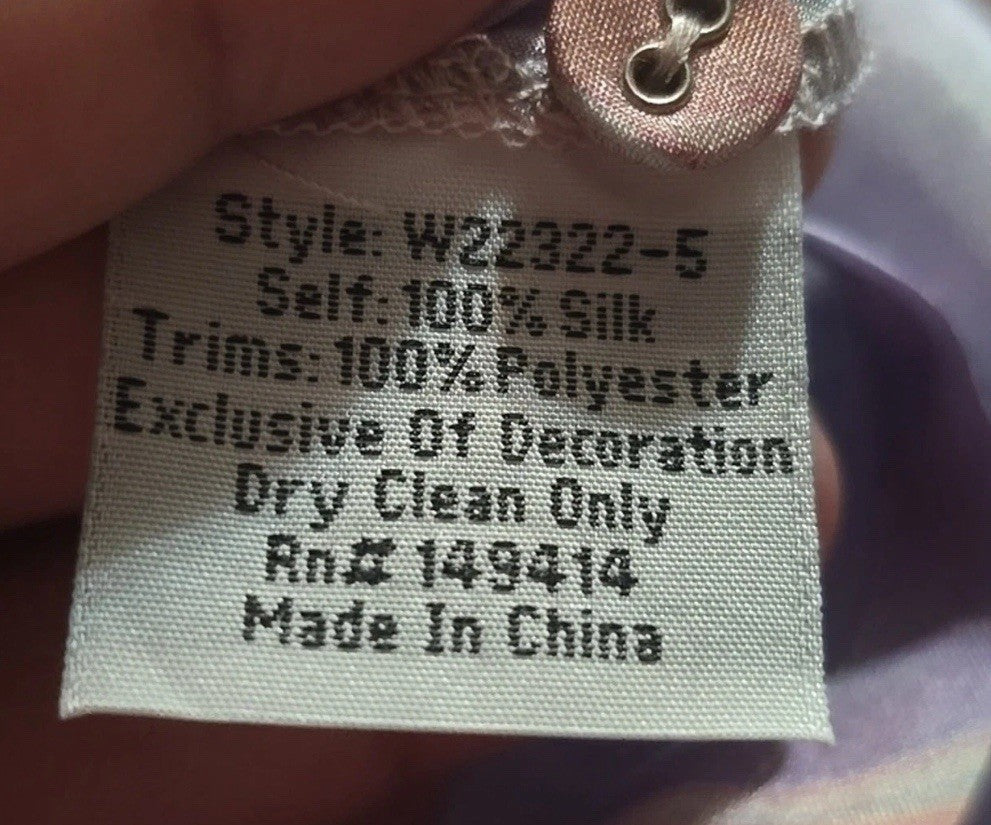 Style: W22322-5
Self: 100% Silk
Trims: 100% Polyester
Exclusive Of Decoration
Dry Clean Only
Rn# 149414
Made In China